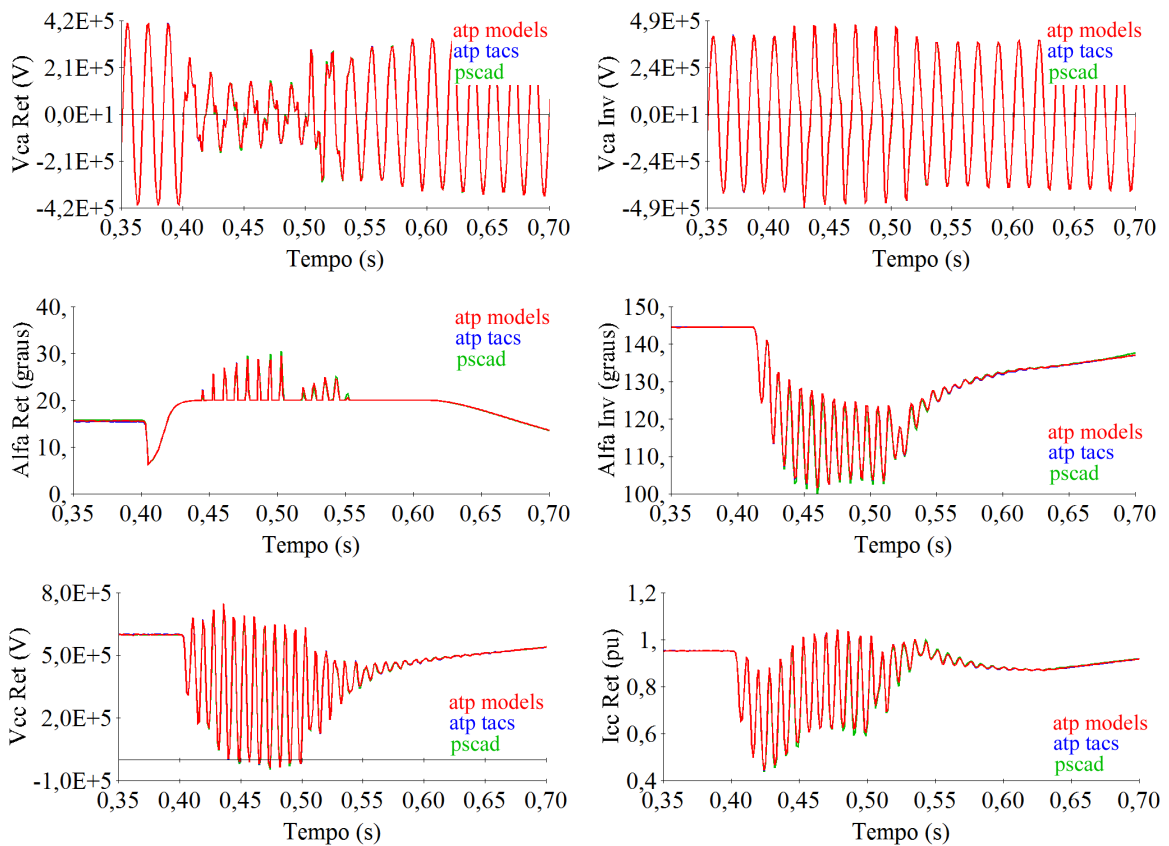 4,2E+5
2,1E+5
0,0E+1
-2,1E+5
-4,2E+5
Vca Ret (V)
atp models
atp tacs
pscad
0,35 0,40 0,45 0,50 0,55 0,60 0,65 0,70
Tempo (s)
4,9E+5
2,4E+5
0,0E+1
-2,4E+5
-4,9E+5
Vca Inv (V)
atp models
atp tacs
pscad
0,35 0,40 0,45 0,50 0,55 0,60 0,65 0,70
Tempo (s)
40,
30,
20,
10,
0,
Alfa Ret (graus)
atp models
atp tacs
pscad
0,35 0,40 0,45 0,50 0,55 0,60 0,65 0,70
Tempo (s)
150,
140,
130,
120,
110,
100,
Alfa Inv (graus)
atp models
atp tacs
pscad
0,35 0,40 0,45 0,50 0,55 0,60 0,65 0,70
Tempo (s)
8,0E+5
5,0E+5
2,0E+5
-1,0E+5
Vcc Ret (V)
atp models
atp tacs
pscad
0,35 0,40 0,45 0,50 0,55 0,60 0,65 0,70
Tempo (s)
1,2
1,
0,8
0,6
0,4
Icc Ret (pu)
atp models
atp tacs
pscad
0,35 0,40 0,45 0,50 0,55 0,60 0,65 0,70
Tempo (s)